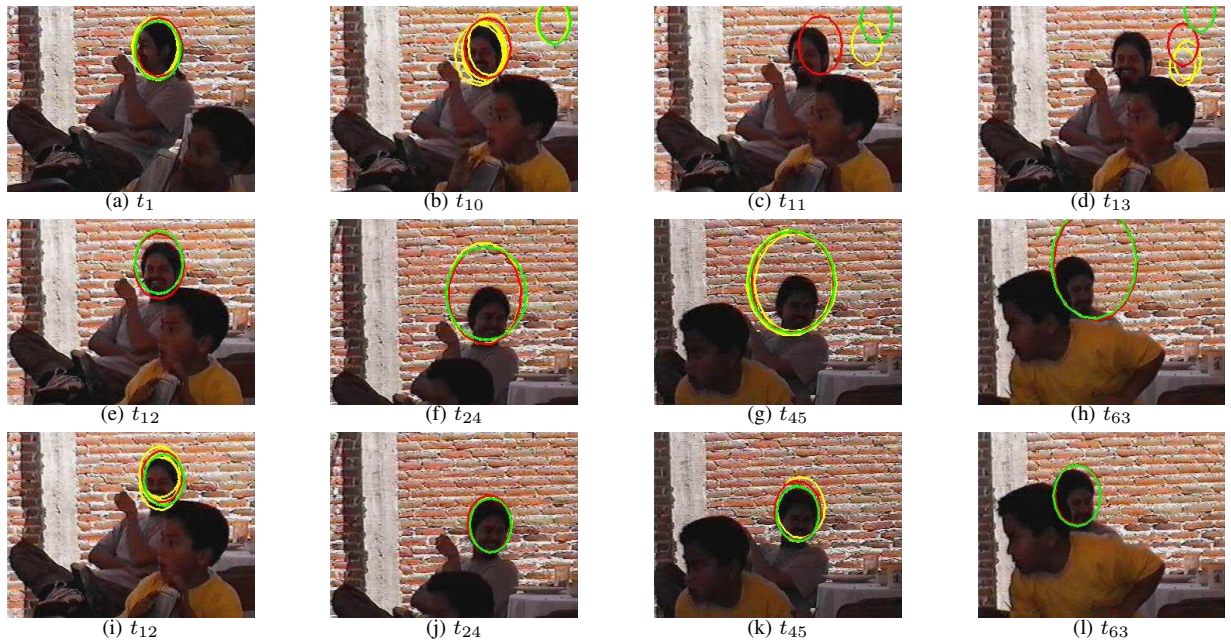 (a) t1
(b) t10
(c) t11
(d) t13
(e) t12
(f) t24
(g) t45
(h) t63
(i) t12
(j) t24
(k) t45
(l) t63